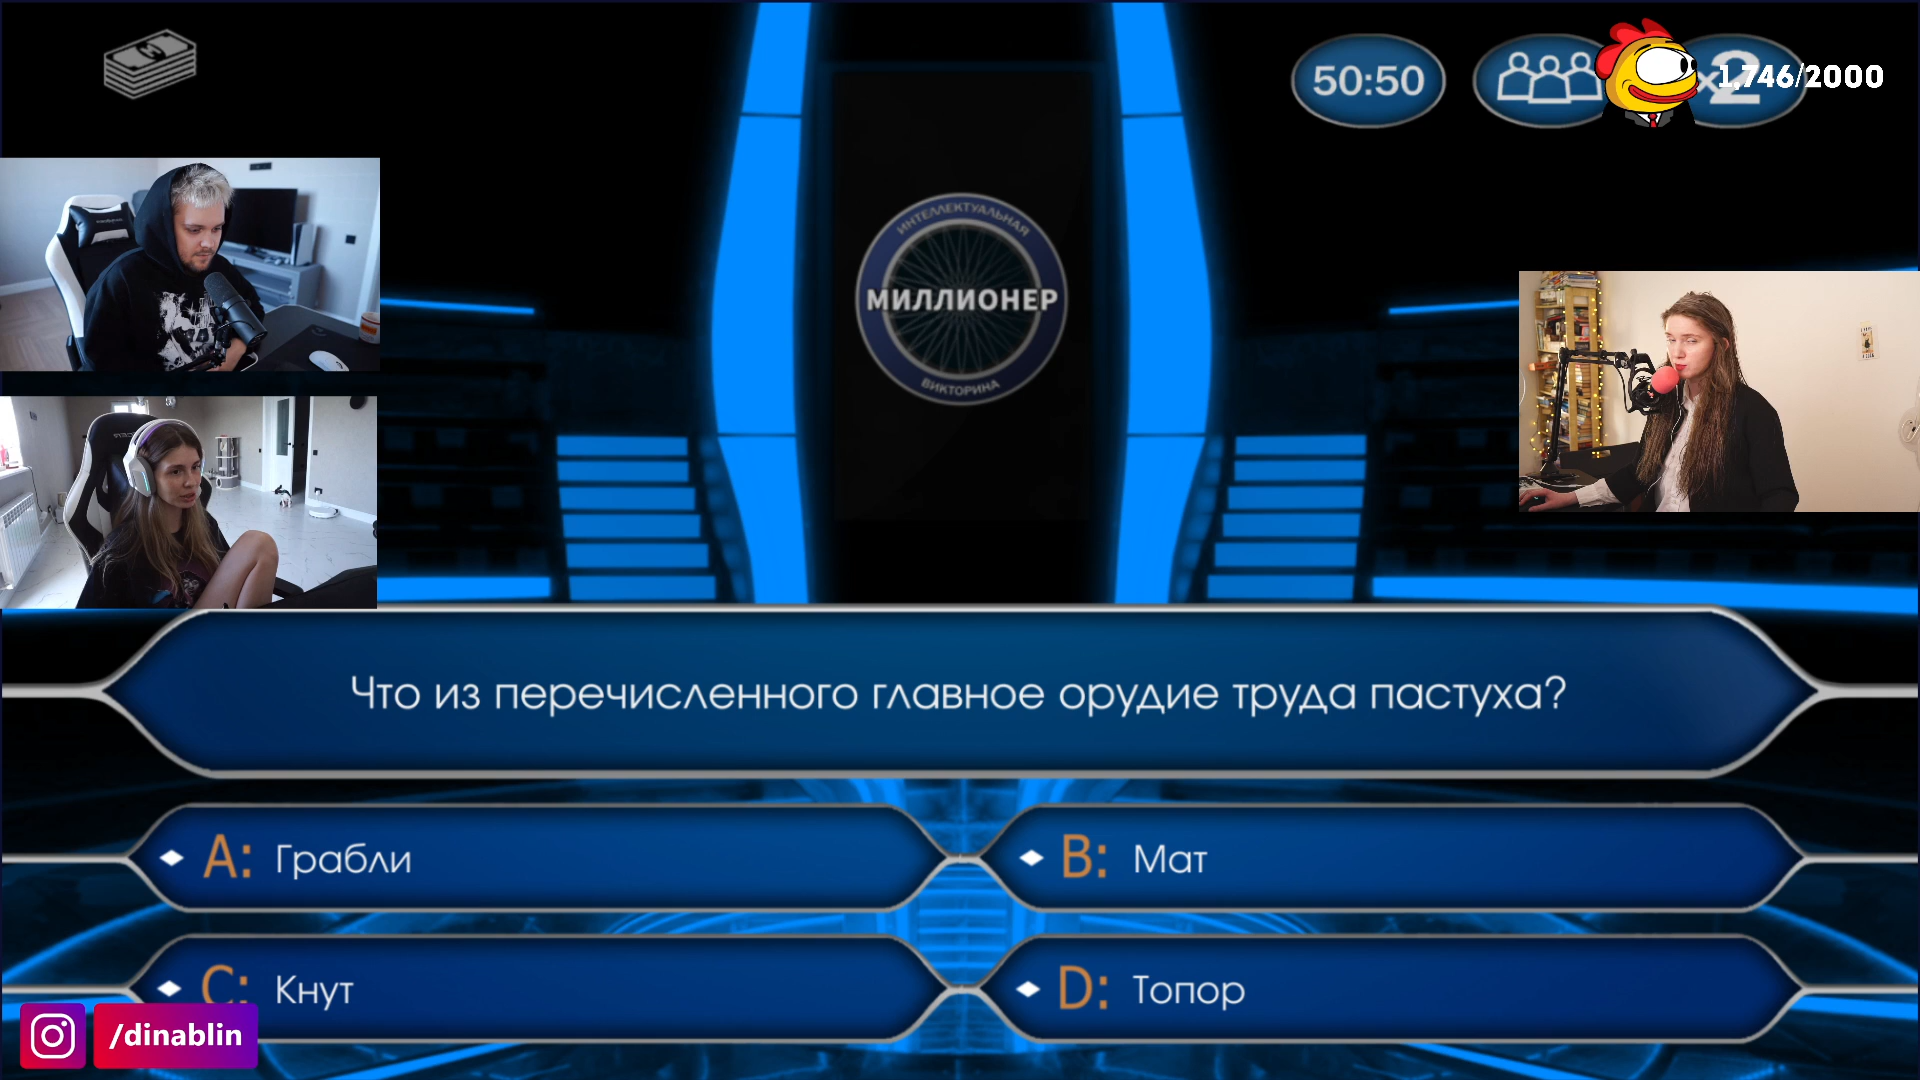 50:50
x2
1,746/2000
ИНТЕЛЛЕКТУАЛЬНАЯ
МИЛЛИОНЕР
ВИКТОРИНА
Что из перечисленного главное орудие труда пастуха?
A: Грабли
B: Мат
C: Кнут
D: Топор
/dinablin